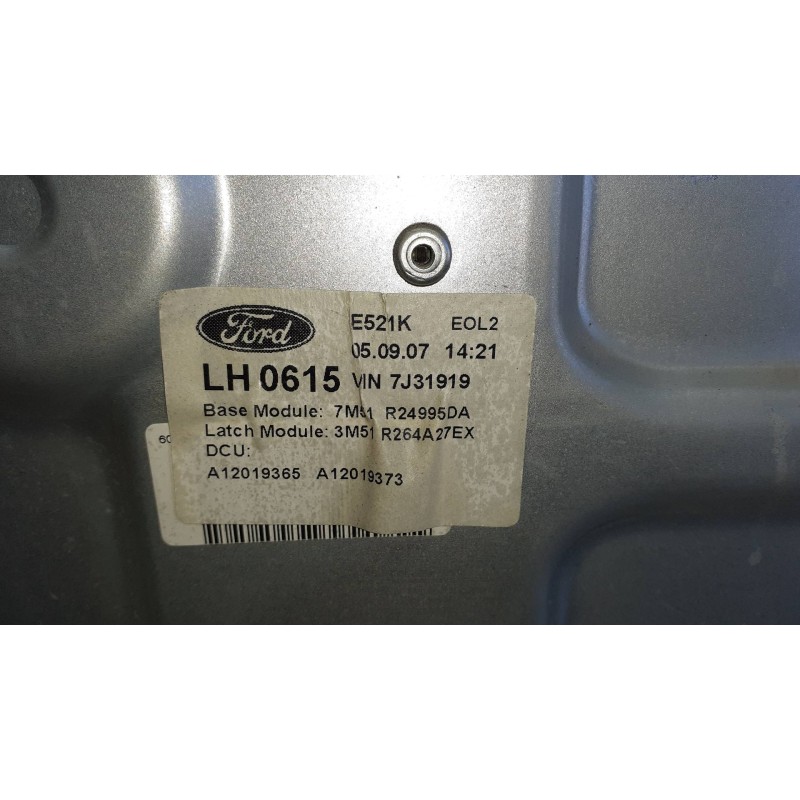 Ford E521K EOL2
05.09.07 14:21
LH 0615 VIN 7J31919
Base Module: 7M51 R24995DA
Latch Module: 3M51 R264A27EX
DCU:
A12019365 A12019373